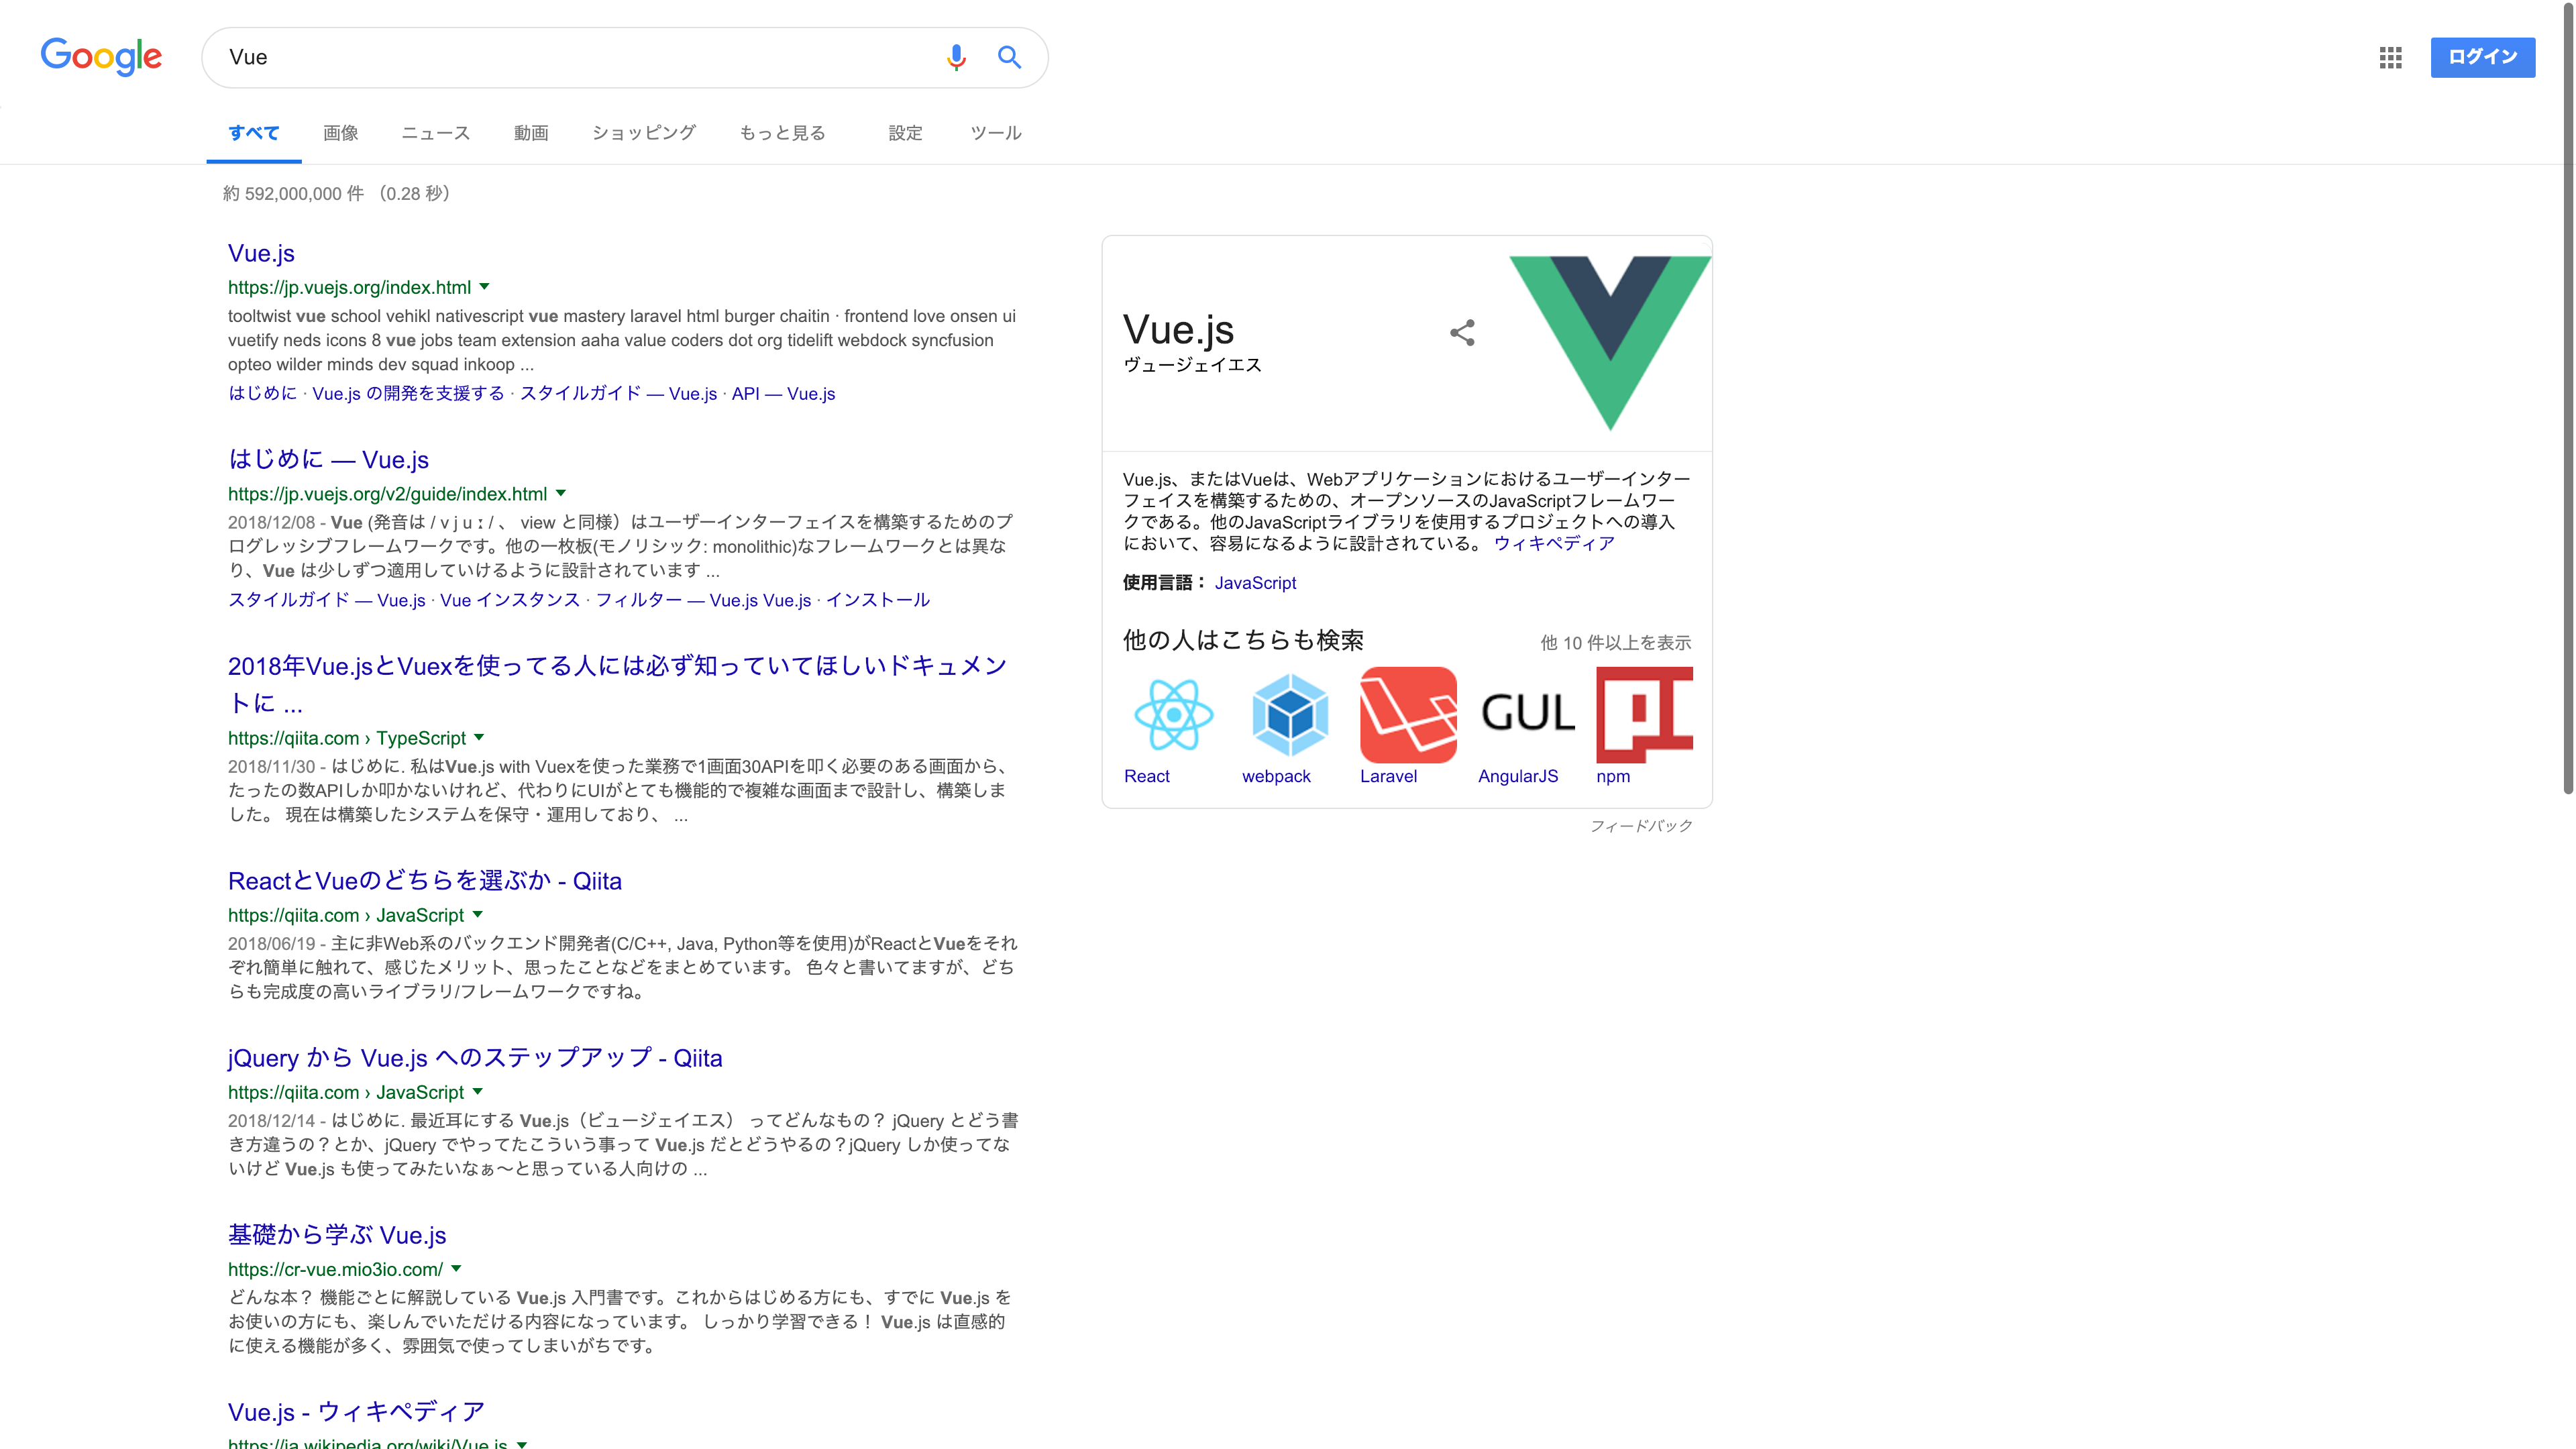 Google
Vue
ログイン
すべて 画像 ニュース 動画 ショッピング もっと見る 設定 ツール
約 592,000,000 件 （0.28 秒）
Vue.js
https://jp.vuejs.org/index.html
tooltwist vue school vehikl nativescript vue mastery laravel html burger chaitin · frontend love onsen ui
vuetify neds icons 8 vue jobs team extension aaha value coders dot org tidelift webdock syncfusion
opteo wilder minds dev squad inkoop ...
はじめに · Vue.js の開発を支援する · スタイルガイド — Vue.js · API — Vue.js
はじめに — Vue.js
https://jp.vuejs.org/v2/guide/index.html
2018/12/08 - Vue (発音は / v j u ː / 、 view と同様）はユーザーインターフェイスを構築するためのプ
ログレッシブフレームワークです。他の一枚板(モノリシック: monolithic)なフレームワークとは異な
り、Vue は少しずつ適用していけるように設計されています ...
スタイルガイド — Vue.js · Vue インスタンス · フィルター — Vue.js Vue.js · インストール
2018年Vue.jsとVuexを使ってる人には必ず知っていてほしいドキュメン
トに ...
https://qiita.com › TypeScript
2018/11/30 - はじめに. 私はVue.js with Vuexを使った業務で1画面30APIを叩く必要のある画面から、
たったの数APIしか叩かないけれど、代わりにUIがとても機能的で複雑な画面まで設計し、構築しま
した。 現在は構築したシステムを保守・運用しており、 ...
ReactとVueのどちらを選ぶか - Qiita
https://qiita.com › JavaScript
2018/06/19 - 主に非Web系のバックエンド開発者(C/C++, Java, Python等を使用)がReactとVueをそれ
ぞれ簡単に触れて、感じたメリット、思ったことなどをまとめています。 色々と書いてますが、どち
らも完成度の高いライブラリ/フレームワークですね。
jQuery から Vue.js へのステップアップ - Qiita
https://qiita.com › JavaScript
2018/12/14 - はじめに. 最近耳にする Vue.js（ビュージェイエス） ってどんなもの？ jQuery とどう書
き方違うの？とか、jQuery でやってたこういう事って Vue.js だとどうやるの？jQuery しか使ってな
いけど Vue.js も使ってみたいなぁ〜と思っている人向けの ...
基礎から学ぶ Vue.js
https://cr-vue.mio3io.com/
どんな本？ 機能ごとに解説している Vue.js 入門書です。これからはじめる方にも、すでに Vue.js を
お使いの方にも、楽しんでいただける内容になっています。 しっかり学習できる！ Vue.js は直感的
に使える機能が多く、雰囲気で使ってしまいがちです。
Vue.js - ウィキペディア
https://ja.wikipedia.org/wiki/Vue.js
Vue.js
ヴュージェイエス
Vue.js、またはVueは、Webアプリケーションにおけるユーザーインター
フェイスを構築するための、オープンソースのJavaScriptフレームワー
クである。他のJavaScriptライブラリを使用するプロジェクトへの導入
において、容易になるように設計されている。 ウィキペディア
使用言語： JavaScript
他の人はこちらも検索 他 10 件以上を表示
GUL
React webpack Laravel AngularJS npm
フィードバック